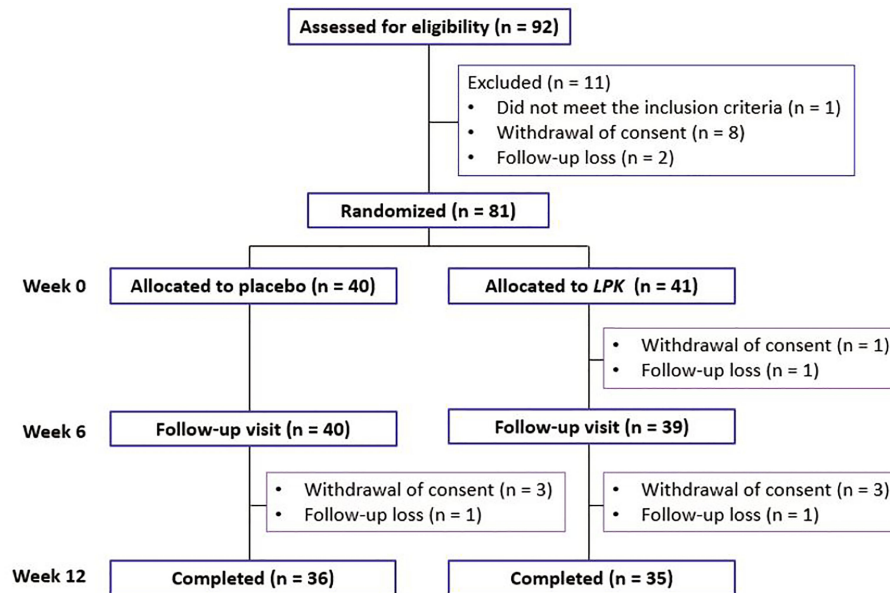 Assessed for eligibility (n = 92)
Excluded (n = 11)
• Did not meet the inclusion criteria (n = 1)
• Withdrawal of consent (n = 8)
• Follow-up loss (n = 2)
Randomized (n = 81)
Week 0
Allocated to placebo (n = 40)
Allocated to LPK (n = 41)
• Withdrawal of consent (n = 1)
• Follow-up loss (n = 1)
Week 6
Follow-up visit (n = 40)
Follow-up visit (n = 39)
• Withdrawal of consent (n = 3)
• Follow-up loss (n = 1)
• Withdrawal of consent (n = 3)
• Follow-up loss (n = 1)
Week 12
Completed (n = 36)
Completed (n = 35)